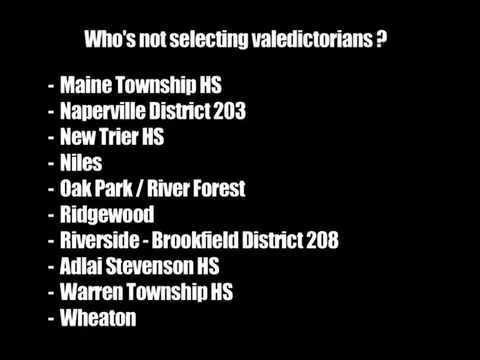 Who's not selecting valedictorians ?
- Maine Township HS
- Naperville District 203
- New Trier HS
- Niles
- Oak Park / River Forest
- Ridgewood
- Riverside - Brookfield District 208
- Adlai Stevenson HS
- Warren Township HS
- Wheaton